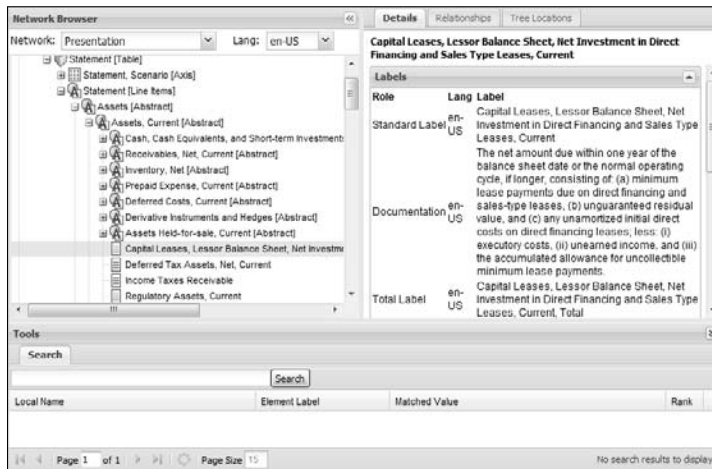 Network Browser
Network: Presentation Lang: en-US
Statement [Table]
Statement, Scenario [Axis]
Statement [Line Items]
Assets [Abstract]
Assets, Current [Abstract]
Cash, Cash Equivalents, and Short-term Investments
Receivables, Net, Current [Abstract]
Inventory, Net [Abstract]
Prepaid Expense, Current [Abstract]
Deferred Costs, Current [Abstract]
Derivative Instruments and Hedges [Abstract]
Assets Held-for-sale, Current [Abstract]
Capital Leases, Lessor Balance Sheet, Net Investme
Deferred Tax Assets, Net, Current
Income Taxes Receivable
Regulatory Assets, Current
Details Relationships Tree Locations
Capital Leases, Lessor Balance Sheet, Net Investment in Direct
Financing and Sales Type Leases, Current
Labels
Role Lang Label
Standard Label en-US Capital Leases, Lessor Balance Sheet, Net
Investment in Direct Financing and Sales Type
Leases, Current
Documentation en-US The net amount due within one year of the
balance sheet date or the normal operating
cycle, if longer, consisting of: (a) minimum
lease payments due on direct financing and
sales-type leases, (b) unguaranteed residual
value, and (c) any unamortized initial direct
costs on direct financing leases; less: (i)
executory costs, (ii) unearned income, and (iii)
the accumulated allowance for uncollectible
minimum lease payments.
Total Label en-US Capital Leases, Lessor Balance Sheet, Net
Investment in Direct Financing and Sales Type
Leases, Current, Total
Tools
Search
Search
Local Name Element Label Matched Value Rank
Page 1 of 1 Page Size 15 No search results to display